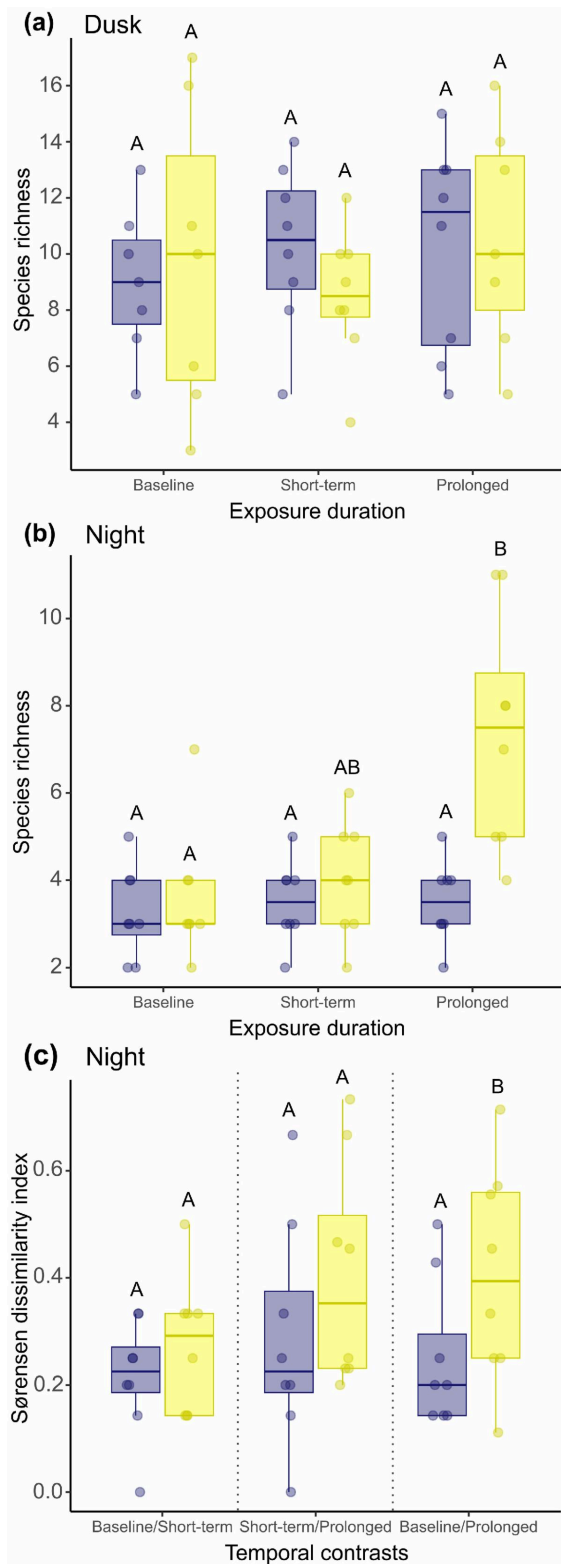 (a) Dusk
A
A
A
A
A
A
16
14
12
10
8
6
4
Species richness
Baseline
Short-term
Prolonged
Exposure duration
(b) Night
B
AB
A
A
A
A
10
8
6
4
2
Species richness
Baseline
Short-term
Prolonged
Exposure duration
(c) Night
A
B
A
A
A
A
0.6
0.4
0.2
0.0
Sørensen dissimilarity index
Baseline/Short-term
Short-term/Prolonged
Baseline/Prolonged
Temporal contrasts